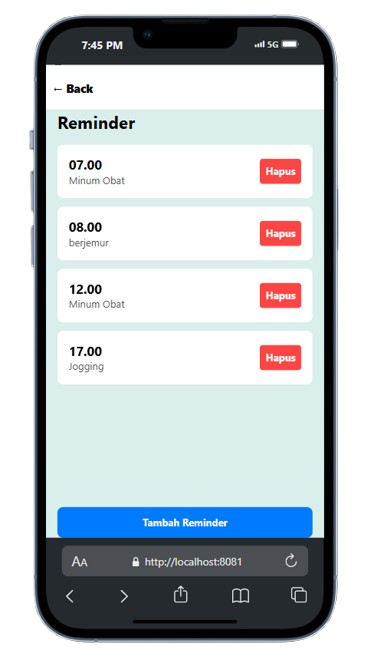 7:45 PM 5G
← Back
Reminder
07.00
Minum Obat
Hapus
08.00
berjemur
Hapus
12.00
Minum Obat
Hapus
17.00
Jogging
Hapus
Tambah Reminder
AA http://localhost:8081